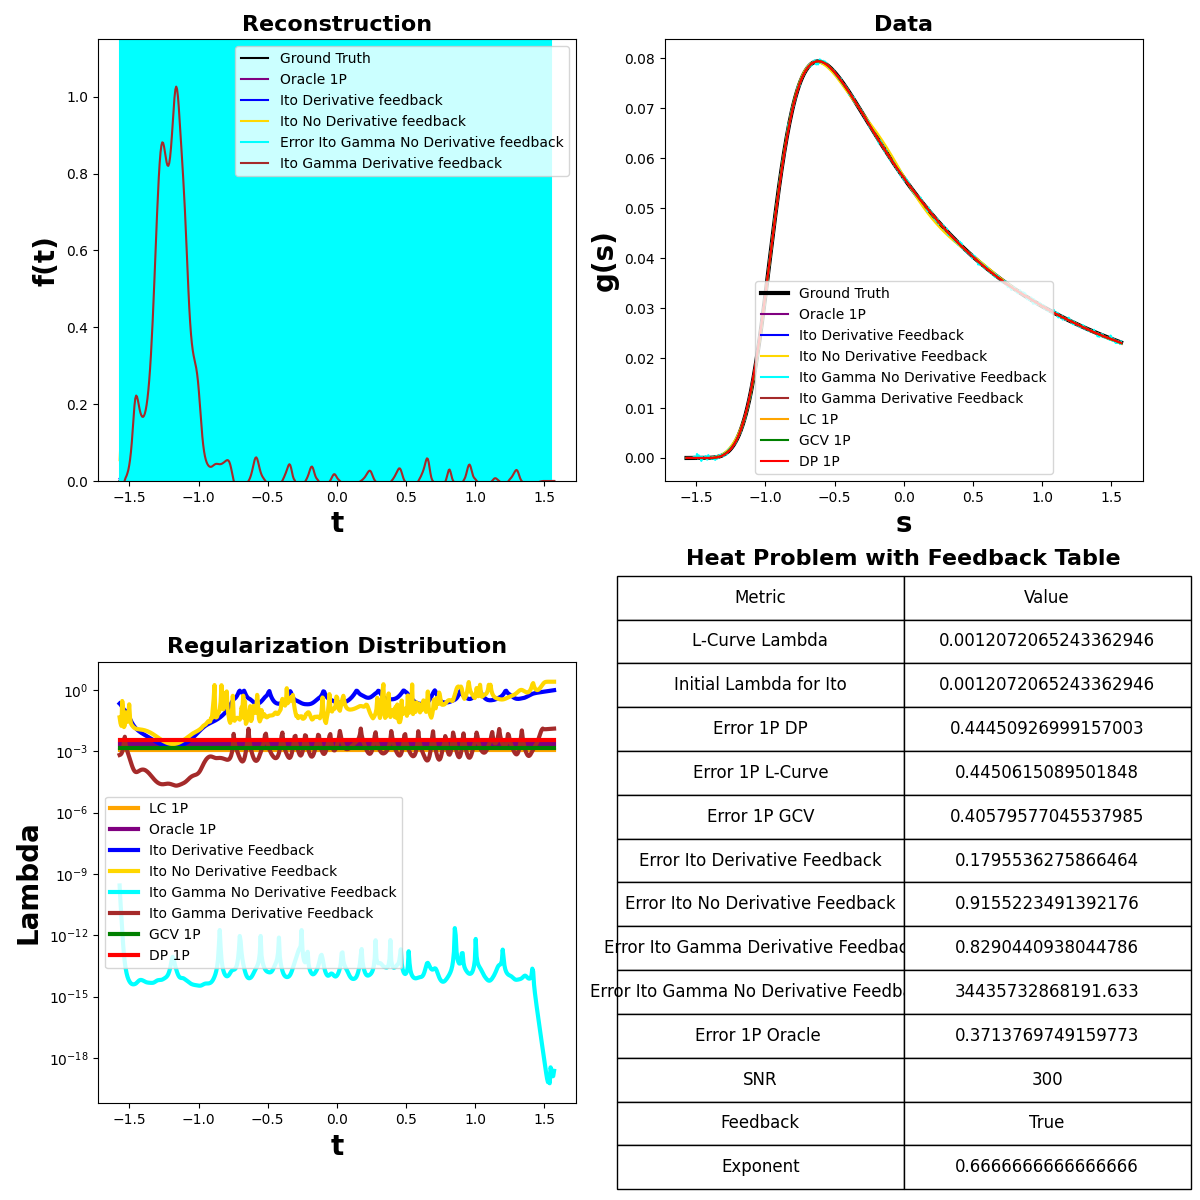 Reconstruction
f(t)
1.0
0.8
0.6
0.4
0.2
0.0
Ground Truth
Oracle 1P
Ito Derivative feedback
Ito No Derivative feedback
Error Ito Gamma No Derivative feedback
Ito Gamma Derivative feedback
−1.5 −1.0 −0.5 0.0 0.5 1.0 1.5
t
Data
g(s)
0.08
0.07
0.06
0.05
0.04
0.03
0.02
0.01
0.00
Ground Truth
Oracle 1P
Ito Derivative Feedback
Ito No Derivative Feedback
Ito Gamma No Derivative Feedback
Ito Gamma Derivative Feedback
LC 1P
GCV 1P
DP 1P
−1.5 −1.0 −0.5 0.0 0.5 1.0 1.5
s
Regularization Distribution
Lambda
10⁰
10⁻³
10⁻⁶
10⁻⁹
10⁻¹²
10⁻¹⁵
10⁻¹⁸
LC 1P
Oracle 1P
Ito Derivative Feedback
Ito No Derivative Feedback
Ito Gamma No Derivative Feedback
Ito Gamma Derivative Feedback
GCV 1P
DP 1P
−1.5 −1.0 −0.5 0.0 0.5 1.0 1.5
t
Heat Problem with Feedback Table
Metric Value
L-Curve Lambda 0.0012072065243362946
Initial Lambda for Ito 0.0012072065243362946
Error 1P DP 0.44450926999157003
Error 1P L-Curve 0.4450615089501848
Error 1P GCV 0.40579577045537985
Error Ito Derivative Feedback 0.1795536275866464
Error Ito No Derivative Feedback 0.9155223491392176
Error Ito Gamma Derivative Feedbac 0.8290440938044786
Error Ito Gamma No Derivative Feedb 34435732868191.633
Error 1P Oracle 0.3713769749159773
SNR 300
Feedback True
Exponent 0.6666666666666666